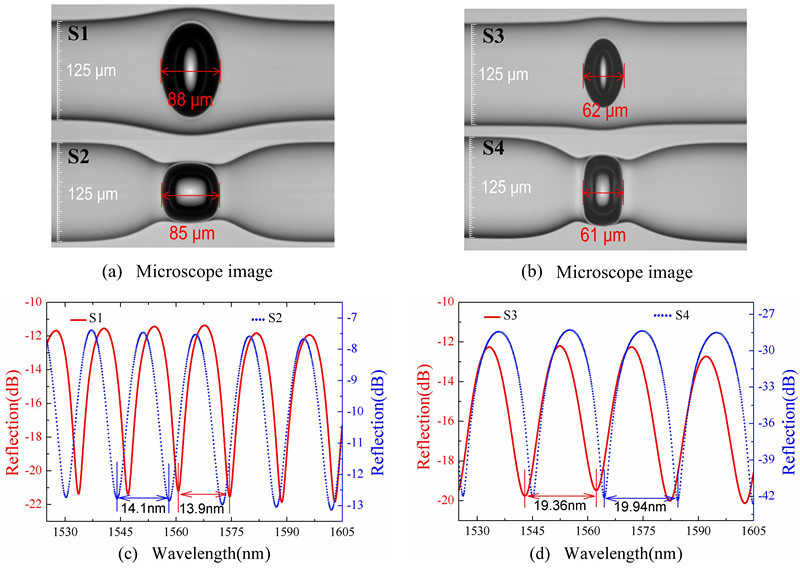 S1
125 μm
88 μm
S2
125 μm
85 μm
(a) Microscope image
S3
125 μm
62 μm
S4
125 μm
61 μm
(b) Microscope image
Reflection(dB)
-10
-12
-14
-16
-18
-20
-22
S1
S2
14.1nm
13.9nm
-7
-8
-9
-10
-11
-12
-13
Reflection(dB)
1530 1545 1560 1575 1590 1605
(c) Wavelength(nm)
Reflection(dB)
-10
-12
-14
-16
-18
-20
S3
S4
19.36nm
19.94nm
-27
-30
-33
-36
-39
-42
Reflection(dB)
1530 1545 1560 1575 1590 1605
(d) Wavelength(nm)